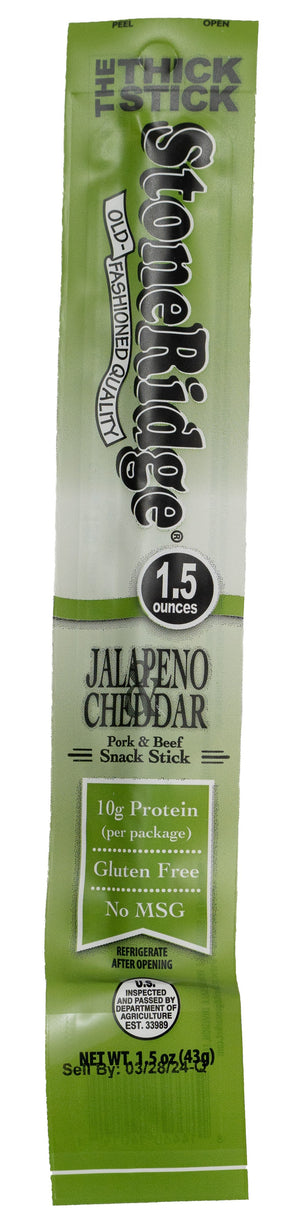 PEEL OPEN
THE THICK
STICK
StoneRidge®
OLD-FASHIONED QUALITY
1.5
ounces
JALAPENO
&
CHEDDAR
Pork & Beef
Snack Stick
10g Protein
(per package)
Gluten Free
No MSG
REFRIGERATE
AFTER OPENING
U.S.
INSPECTED
AND PASSED BY
DEPARTMENT OF
AGRICULTURE
EST. 33989
NET WT. 1.5 oz (43g)
Sell By: 03/28/24-Q